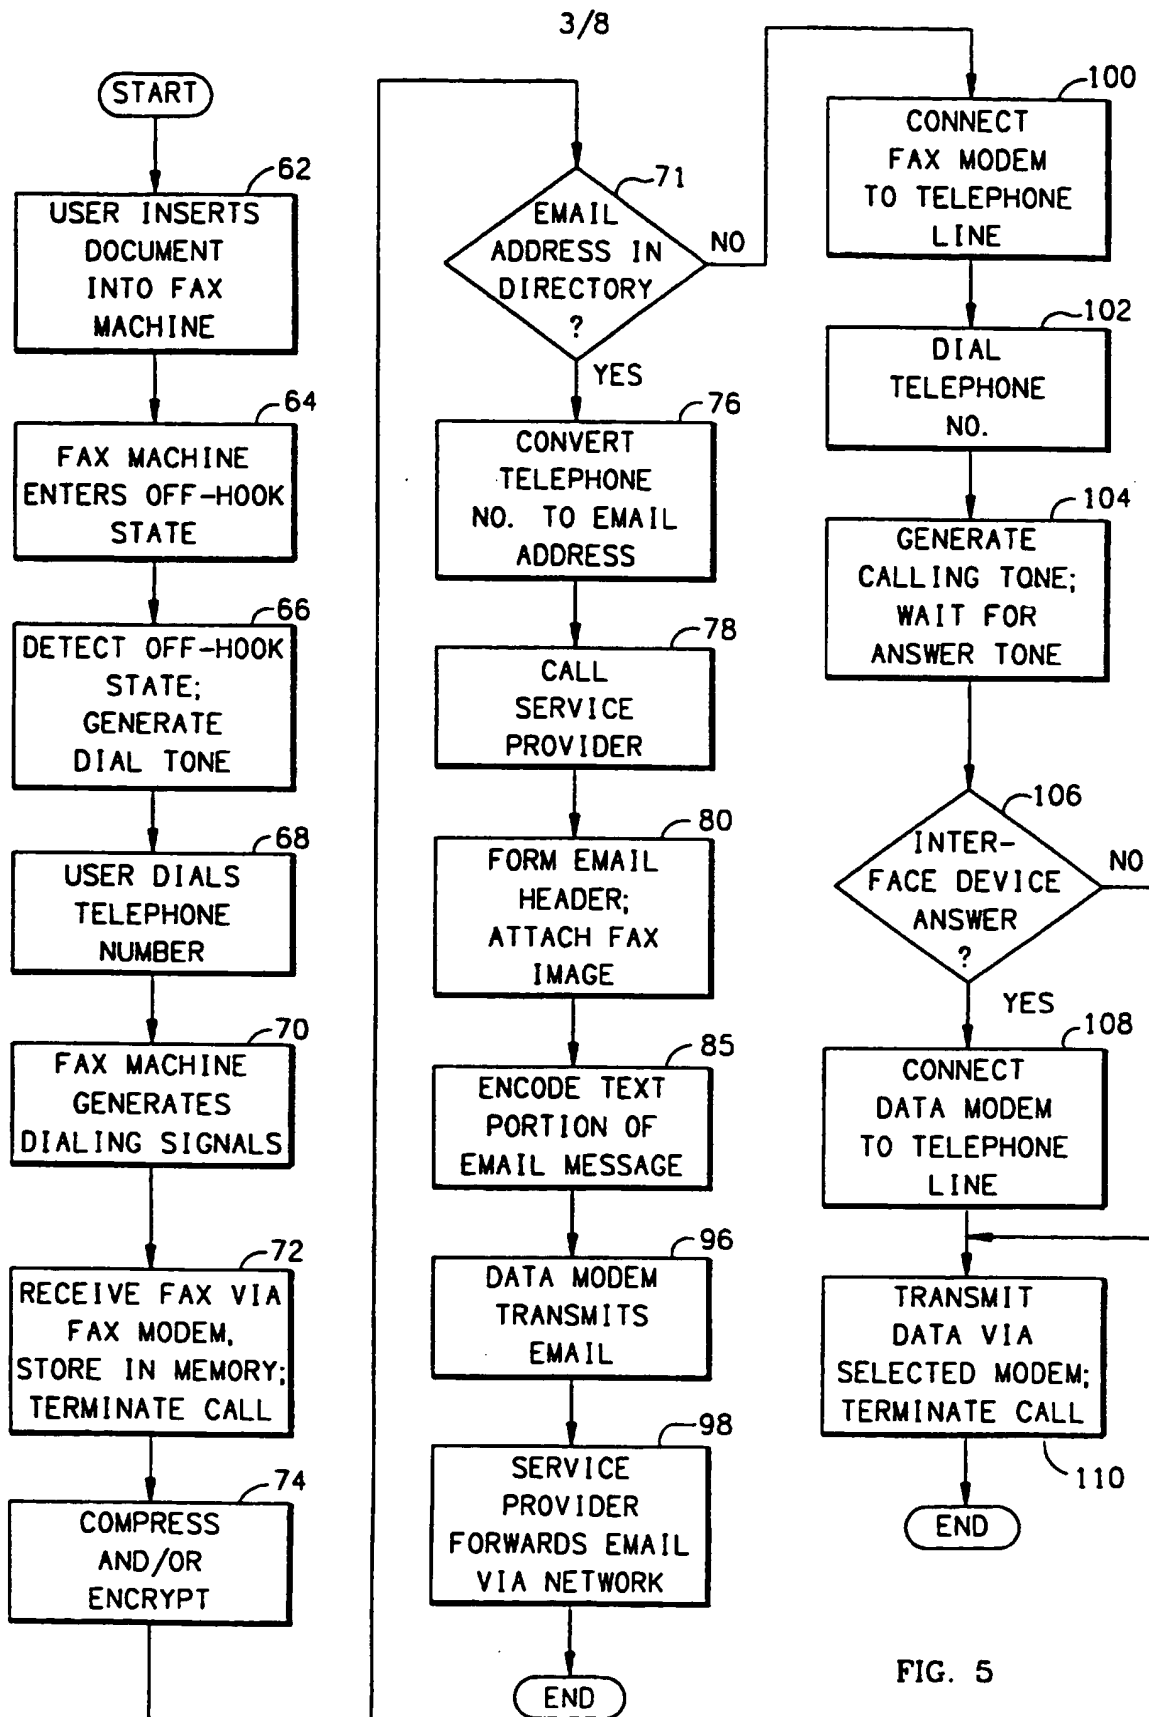 3/8
START
62
USER INSERTS
DOCUMENT
INTO FAX
MACHINE
64
FAX MACHINE
ENTERS OFF-HOOK
STATE
66
DETECT OFF-HOOK
STATE;
GENERATE
DIAL TONE
68
USER DIALS
TELEPHONE
NUMBER
70
FAX MACHINE
GENERATES
DIALING SIGNALS
72
RECEIVE FAX VIA
FAX MODEM,
STORE IN MEMORY;
TERMINATE CALL
74
COMPRESS
AND/OR
ENCRYPT
71
EMAIL
ADDRESS IN
DIRECTORY
?
NO
YES
76
CONVERT
TELEPHONE
NO. TO EMAIL
ADDRESS
78
CALL
SERVICE
PROVIDER
80
FORM EMAIL
HEADER;
ATTACH FAX
IMAGE
85
ENCODE TEXT
PORTION OF
EMAIL MESSAGE
96
DATA MODEM
TRANSMITS
EMAIL
98
SERVICE
PROVIDER
FORWARDS EMAIL
VIA NETWORK
END
100
CONNECT
FAX MODEM
TO TELEPHONE
LINE
102
DIAL
TELEPHONE
NO.
104
GENERATE
CALLING TONE;
WAIT FOR
ANSWER TONE
106
INTER-
FACE DEVICE
ANSWER
?
NO
YES
108
CONNECT
DATA MODEM
TO TELEPHONE
LINE
TRANSMIT
DATA VIA
SELECTED MODEM;
TERMINATE CALL
110
END
FIG. 5